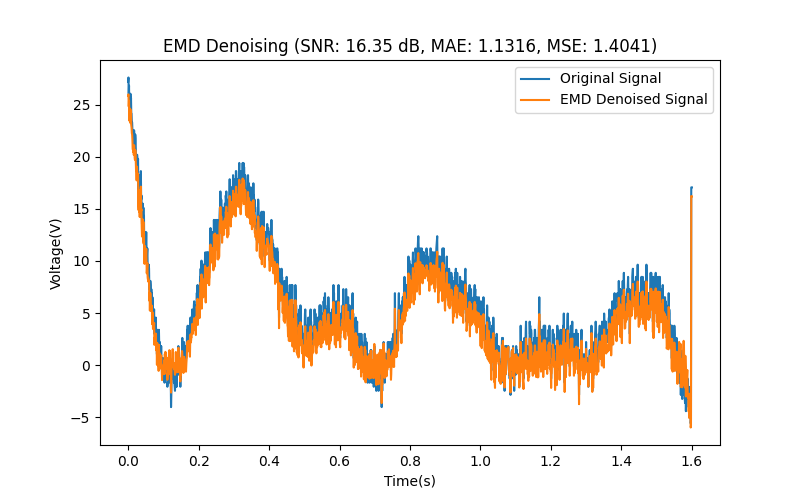 EMD Denoising (SNR: 16.35 dB, MAE: 1.1316, MSE: 1.4041)
Original Signal
EMD Denoised Signal
25
20
15
10
5
0
−5
Voltage(V)
0.0 0.2 0.4 0.6 0.8 1.0 1.2 1.4 1.6
Time(s)